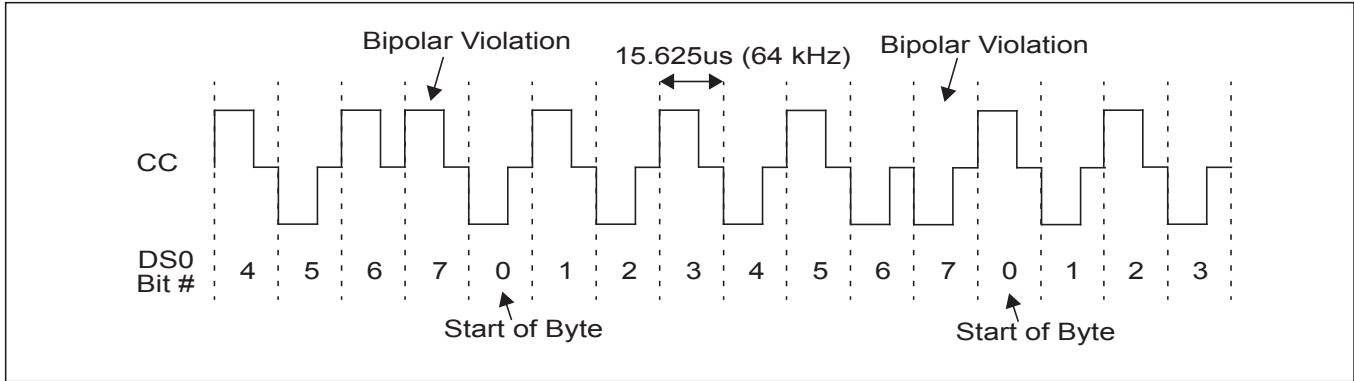 Bipolar Violation
15.625us (64 kHz)
Bipolar Violation
CC
DS0
Bit #
4 5 6 7 0 1 2 3 4 5 6 7 0 1 2 3
Start of Byte
Start of Byte